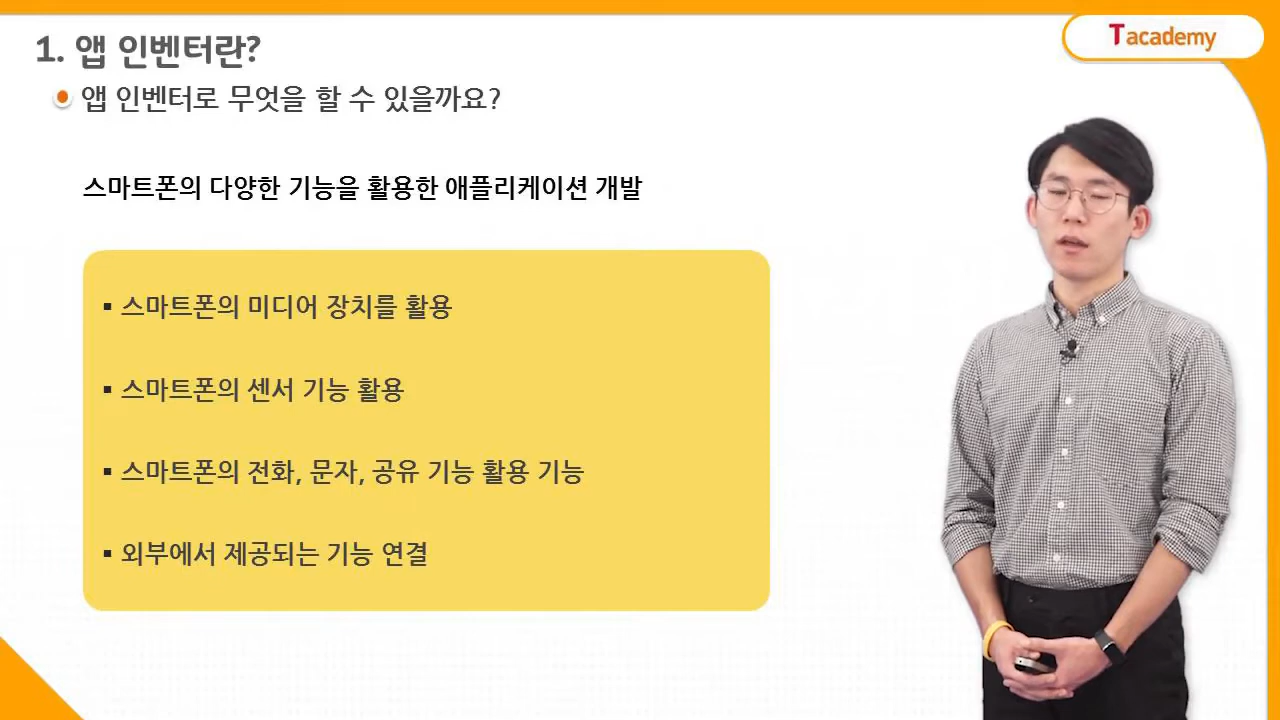 1. 앱 인벤터란?
Tacademy
앱 인벤터로 무엇을 할 수 있을까요?
스마트폰의 다양한 기능을 활용한 애플리케이션 개발
▪ 스마트폰의 미디어 장치를 활용
▪ 스마트폰의 센서 기능 활용
▪ 스마트폰의 전화, 문자, 공유 기능 활용 기능
▪ 외부에서 제공되는 기능 연결